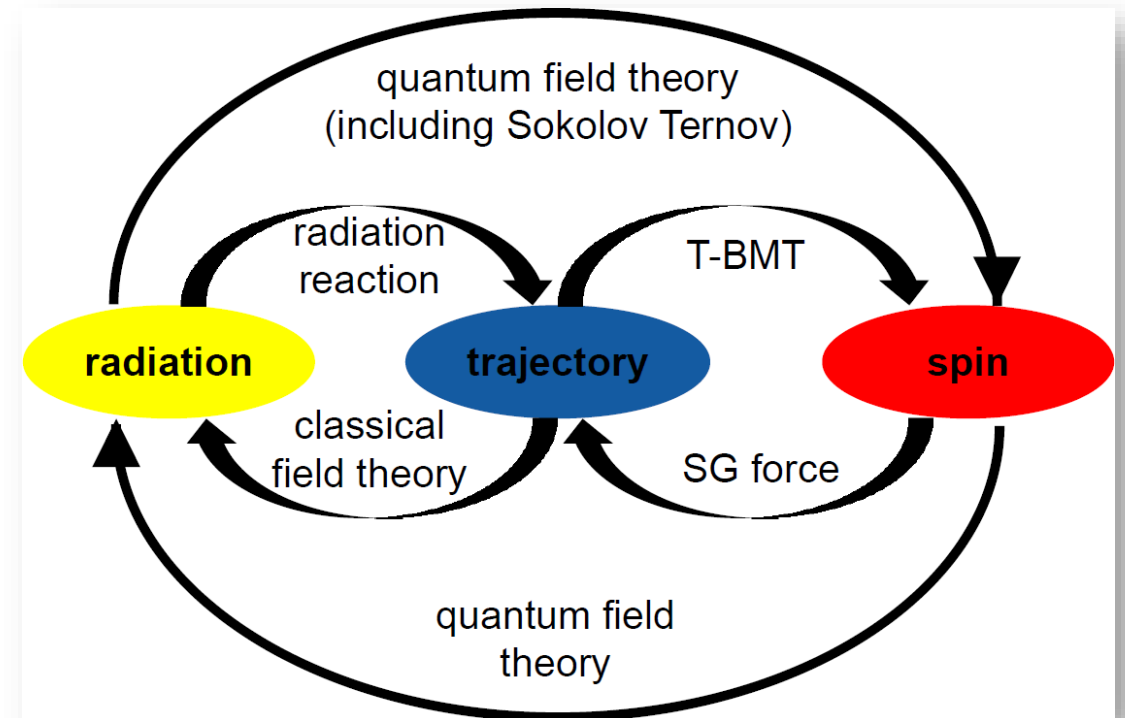 quantum field theory
(including Sokolov Ternov)
radiation
reaction
T-BMT
radiation
trajectory
spin
classical
field theory
SG force
quantum field
theory